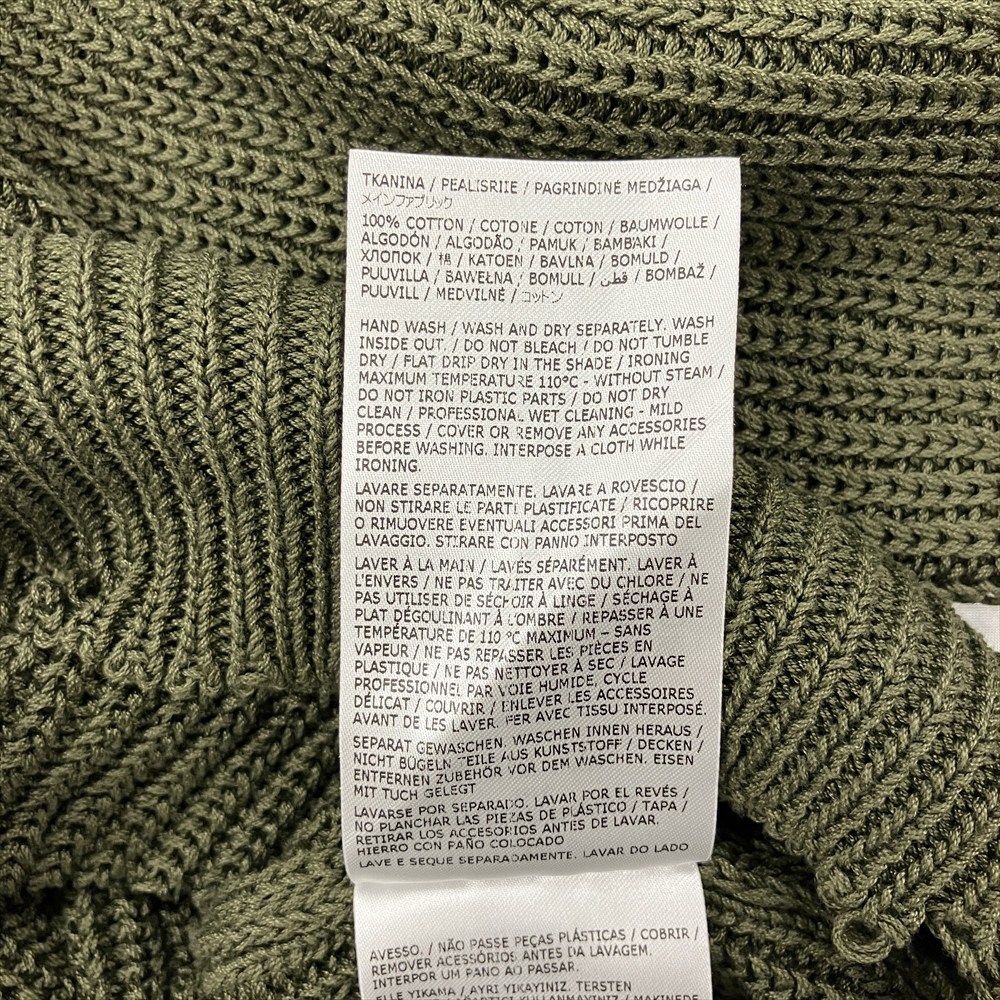 TKANINA / PEALISRIIE / PAGRINDINĖ MEDŽIAGA /
メインファブリック
100% COTTON / COTONE / COTON / BAUMWOLLE /
ALGODÓN / ALGODÃO / PAMUK / BAMBAKI /
ХЛОПОК / 棉 / KATOEN / BAVLNA / BOMULD /
PUUVILLA / BAWEŁNA / BOMULL / قطن / BOMBAŽ /
PUUVILL / MEDVILNĖ / コットン
HAND WASH / WASH AND DRY SEPARATELY. WASH
INSIDE OUT. / DO NOT BLEACH / DO NOT TUMBLE
DRY / FLAT DRIP DRY IN THE SHADE / IRONING
MAXIMUM TEMPERATURE 110°C - WITHOUT STEAM /
DO NOT IRON PLASTIC PARTS / DO NOT DRY
CLEAN / PROFESSIONAL WET CLEANING - MILD
PROCESS / COVER OR REMOVE ANY ACCESSORIES
BEFORE WASHING. INTERPOSE A CLOTH WHILE
IRONING.
LAVARE SEPARATAMENTE. LAVARE A ROVESCIO /
NON STIRARE LE PARTI PLASTIFICATE / RICOPRIRE
O RIMUOVERE EVENTUALI ACCESSORI PRIMA DEL
LAVAGGIO. STIRARE CON PANNO INTERPOSTO
LAVER À LA MAIN / LAVÉS SÉPARÉMENT. LAVER À
L'ENVERS / NE PAS TRAITER AVEC DU CHLORE / NE
PAS UTILISER DE SÉCHOIR À LINGE / SÉCHAGE À
PLAT DÉGOULINANT À L'OMBRE / REPASSER À UNE
TEMPÉRATURE DE 110 °C MAXIMUM – SANS
VAPEUR / NE PAS REPASSER LES PIÈCES EN
PLASTIQUE / NE PAS NETTOYER À SEC / LAVAGE
PROFESSIONNEL PAR VOIE HUMIDE, CYCLE
DÉLICAT / COUVRIR / ENLEVER LES ACCESSOIRES
AVANT DE LES LAVER. FER AVEC TISSU INTERPOSÉ.
SEPARAT GEWASCHEN. WASCHEN INNEN HERAUS /
NICHT BÜGELN TEILE AUS KUNSTSTOFF / DECKEN /
ENTFERNEN ZUBEHÖR VOR DEM WASCHEN. EISEN
MIT TUCH GELEGT
LAVARSE POR SEPARADO. LAVAR POR EL REVÉS /
NO PLANCHAR LAS PIEZAS DE PLÁSTICO / TAPA /
RETIRAR LOS ACCESORIOS ANTES DE LAVAR.
HIERRO CON PAÑO COLOCADO
LAVE E SEQUE SEPARADAMENTE. LAVAR DO LADO
AVESSO. / NÃO PASSE PEÇAS PLÁSTICAS / COBRIR /
REMOVER ACESSÓRIOS ANTES DA LAVAGEM.
INTERPOR UM PANO AO PASSAR.
ELLE YIKAMA / AYRI YIKAYINIZ. TERSTEN
KULLANMAYINIZ / MAKİNEDE